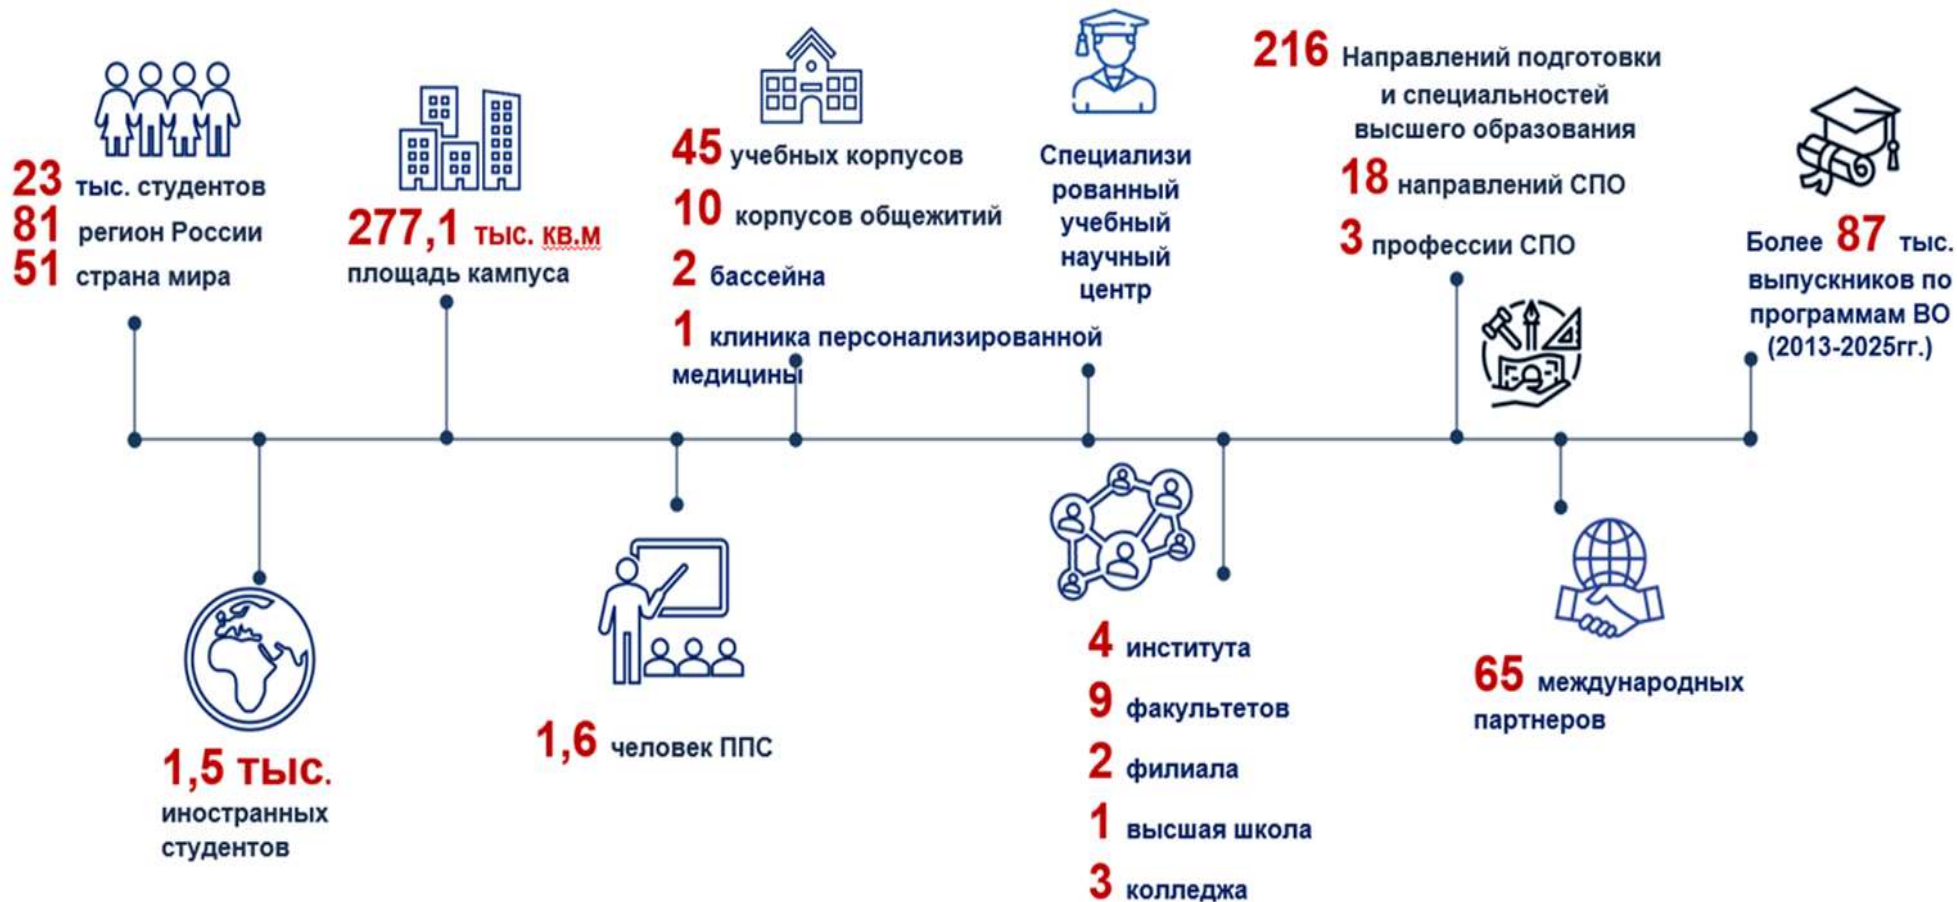 23 тыс. студентов
81 регион России
51 страна мира
277,1 тыс. кв.м
площадь кампуса
45 учебных корпусов
10 корпусов общежитий
2 бассейна
1 клиника персонализированной
медицины
Специализи
рованный
учебный
научный
центр
216 Направлений подготовки
и специальностей
высшего образования
18 направлений СПО
3 профессии СПО
Более 87 тыс.
выпускников по
программам ВО
(2013-2025гг.)
1,5 тыс.
иностранных
студентов
1,6 человек ППС
4 института
9 факультетов
2 филиала
1 высшая школа
3 колледжа
65 международных
партнеров